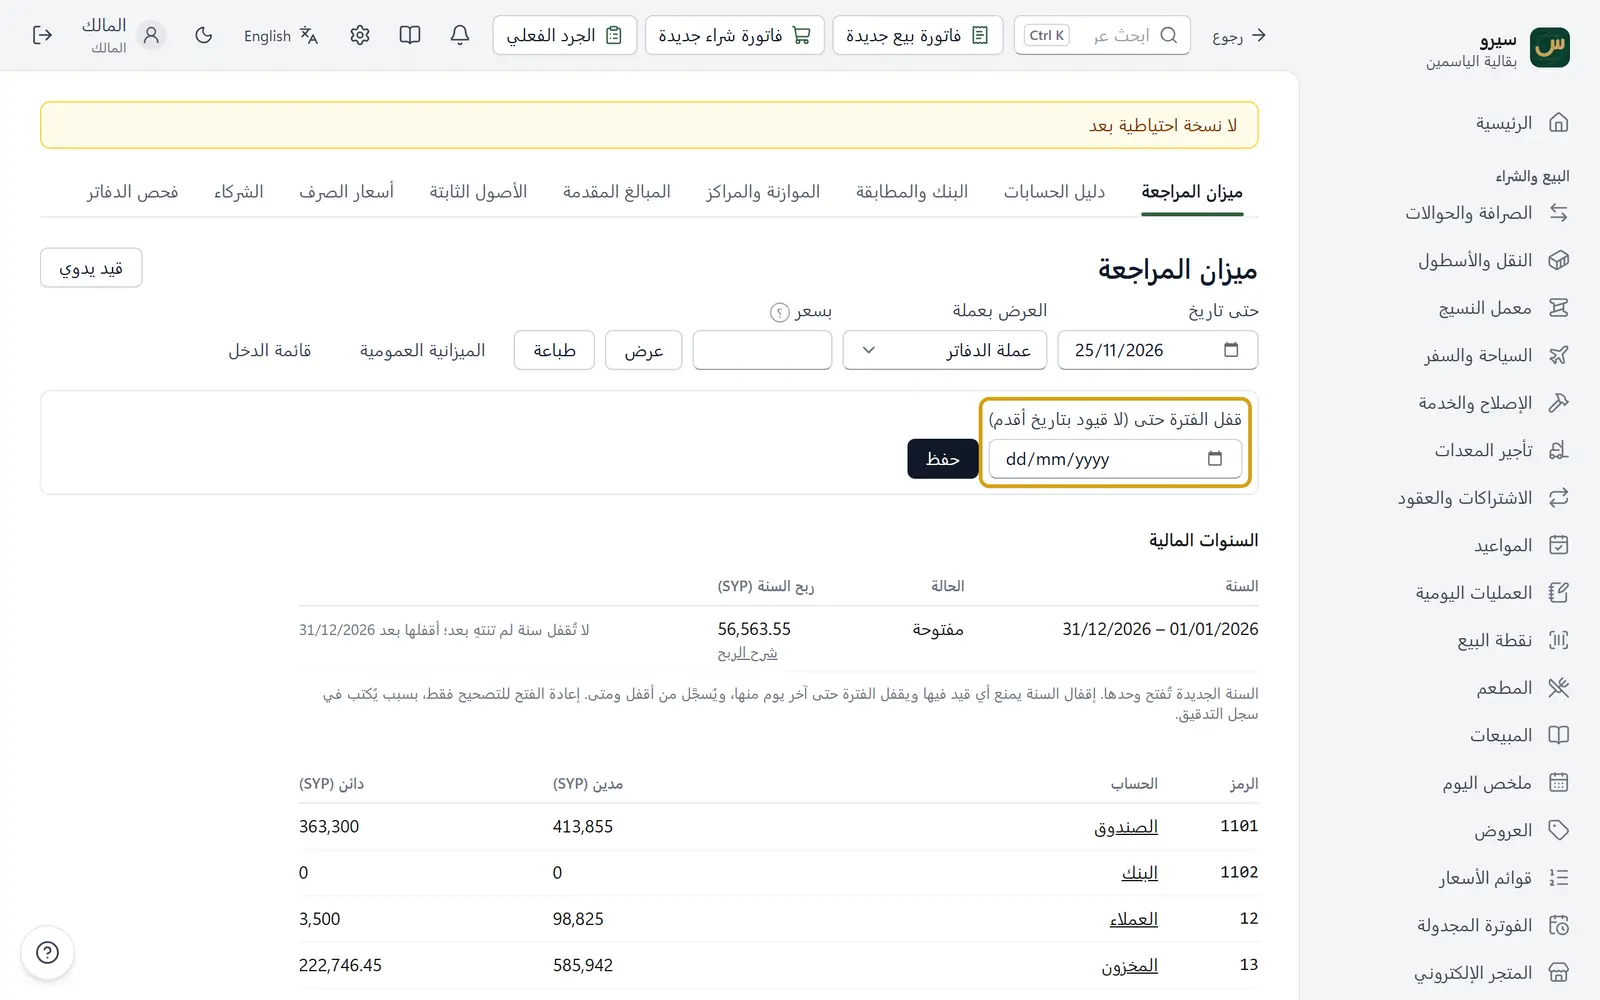 سيرو
بقالية الياسمين
رجوع
ابحث عر
Ctrl K
فاتورة بيع جديدة
فاتورة شراء جديدة
الجرد الفعلي
English
المالك
المالك
الرئيسية
البيع والشراء
الصرافة والحوالات
النقل والأسطول
معمل النسيج
السياحة والسفر
الإصلاح والخدمة
تأجير المعدات
الاشتراكات والعقود
المواعيد
العمليات اليومية
نقطة البيع
المطعم
المبيعات
ملخص اليوم
العروض
قوائم الأسعار
الفوترة المجدولة
المتجر الإلكتروني
لا نسخة احتياطية بعد
ميزان المراجعة
دليل الحسابات
البنك والمطابقة
الموازنة والمراكز
المبالغ المقدمة
الأصول الثابتة
أسعار الصرف
الشركاء
فحص الدفاتر
ميزان المراجعة
قيد يدوي
حتى تاريخ
العرض بعملة
بسعر ؟
25/11/2026
عملة الدفاتر
عرض
طباعة
الميزانية العمومية
قائمة الدخل
قفل الفترة حتى (لا قيود بتاريخ أقدم)
dd/mm/yyyy
حفظ
السنوات المالية
السنة الحالة ربح السنة (SYP)
01/01/2026 – 31/12/2026 مفتوحة 56,563.55 لا تُقفل سنة لم تنتهِ بعد؛ أقفلها بعد 31/12/2026
شرح الربح
السنة الجديدة تُفتح وحدها. إقفال السنة يمنع أي قيد فيها ويقفل الفترة حتى آخر يوم منها، ويُسجَّل من أقفل ومتى. إعادة الفتح للتصحيح فقط، بسبب يُكتب في
سجل التدقيق.
الرمز الحساب مدين (SYP) دائن (SYP)
1101 الصندوق 413,855 363,300
1102 البنك 0 0
12 العملاء 98,825 3,500
13 المخزون 585,942 222,746.45